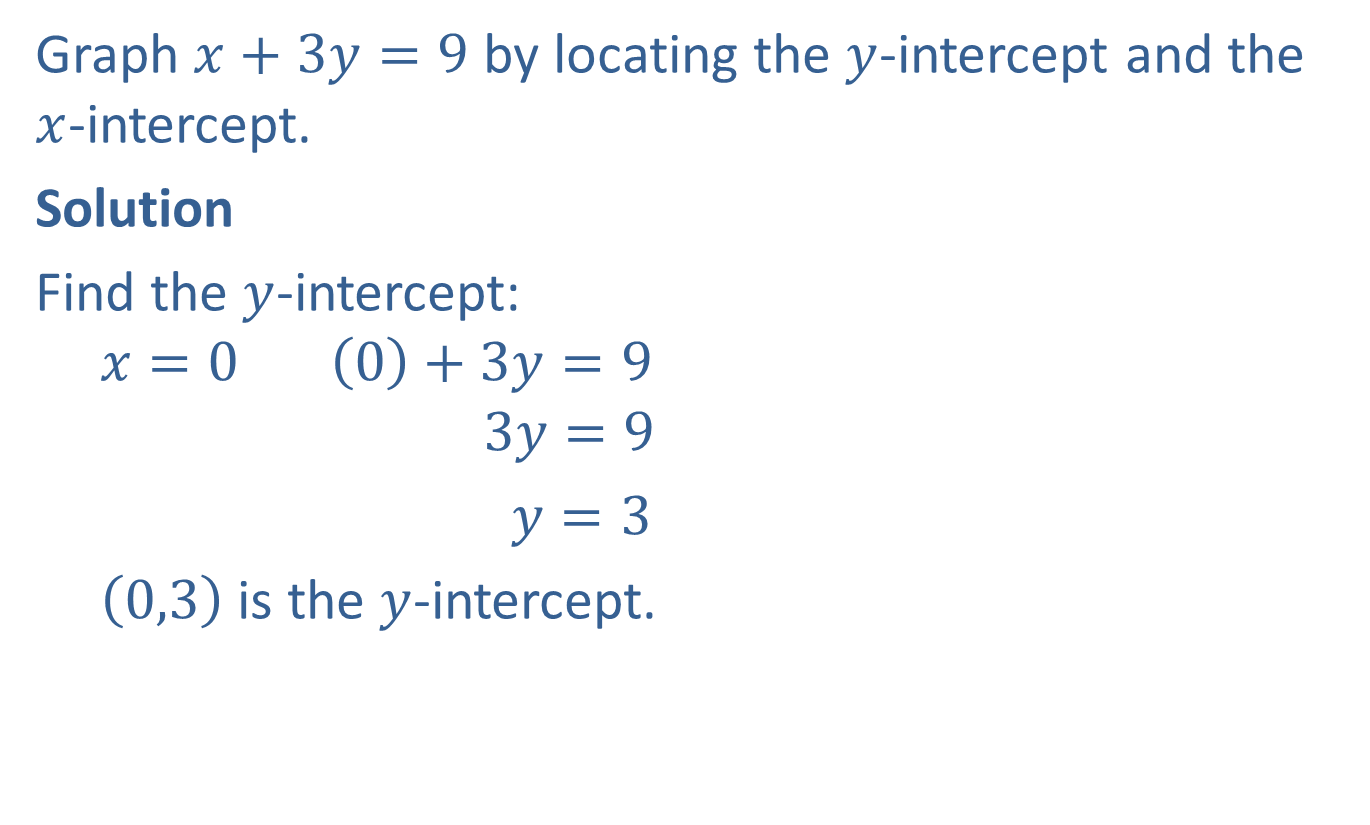 Graph 𝑥 + 3𝑦 = 9 by locating the 𝑦-intercept and the
𝑥-intercept.
Solution
Find the 𝑦-intercept:
𝑥 = 0 (0) + 3𝑦 = 9
3𝑦 = 9
𝑦 = 3
(0,3) is the 𝑦-intercept.